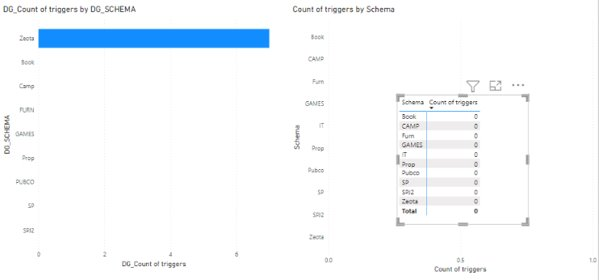 DG_Count of triggers by DG_SCHEMA
DG_SCHEMA
Zeota
Book
Camp
FURN
GAMES
Prop
PUBCO
SP
SPI2
0 2 4 6
DG_Count of triggers
Count of triggers by Schema
Schema
Book
CAMP
Furn
GAMES
IT
Prop
Pubco
SP
SPI2
Zeota
0.0 0.5 1.0
Count of triggers
Schema Count of triggers
Book 0
CAMP 0
Furn 0
GAMES 0
IT 0
Prop 0
Pubco 0
SP 0
SPI2 0
Zeota 0
Total 0